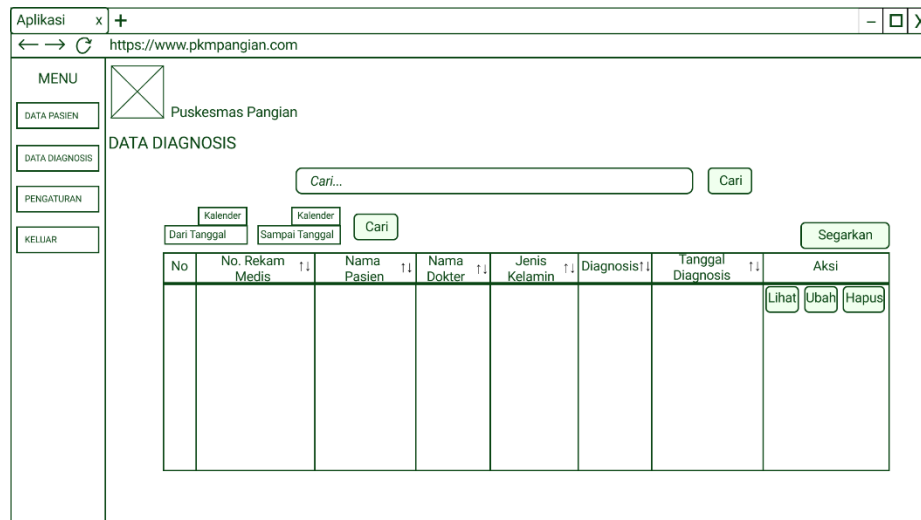 Aplikasi x +
https://www.pkmpangian.com
MENU
DATA PASIEN
DATA DIAGNOSIS
PENGATURAN
KELUAR
Puskesmas Pangian
DATA DIAGNOSIS
Cari... Cari
Kalender Kalender
Dari Tanggal Sampai Tanggal Cari
Segarkan
No
No. Rekam
Medis ↑↓
Nama
Pasien ↑↓
Nama
Dokter ↑↓
Jenis
Kelamin ↑↓
Diagnosis ↑↓
Tanggal
Diagnosis ↑↓
Aksi
Lihat Ubah Hapus